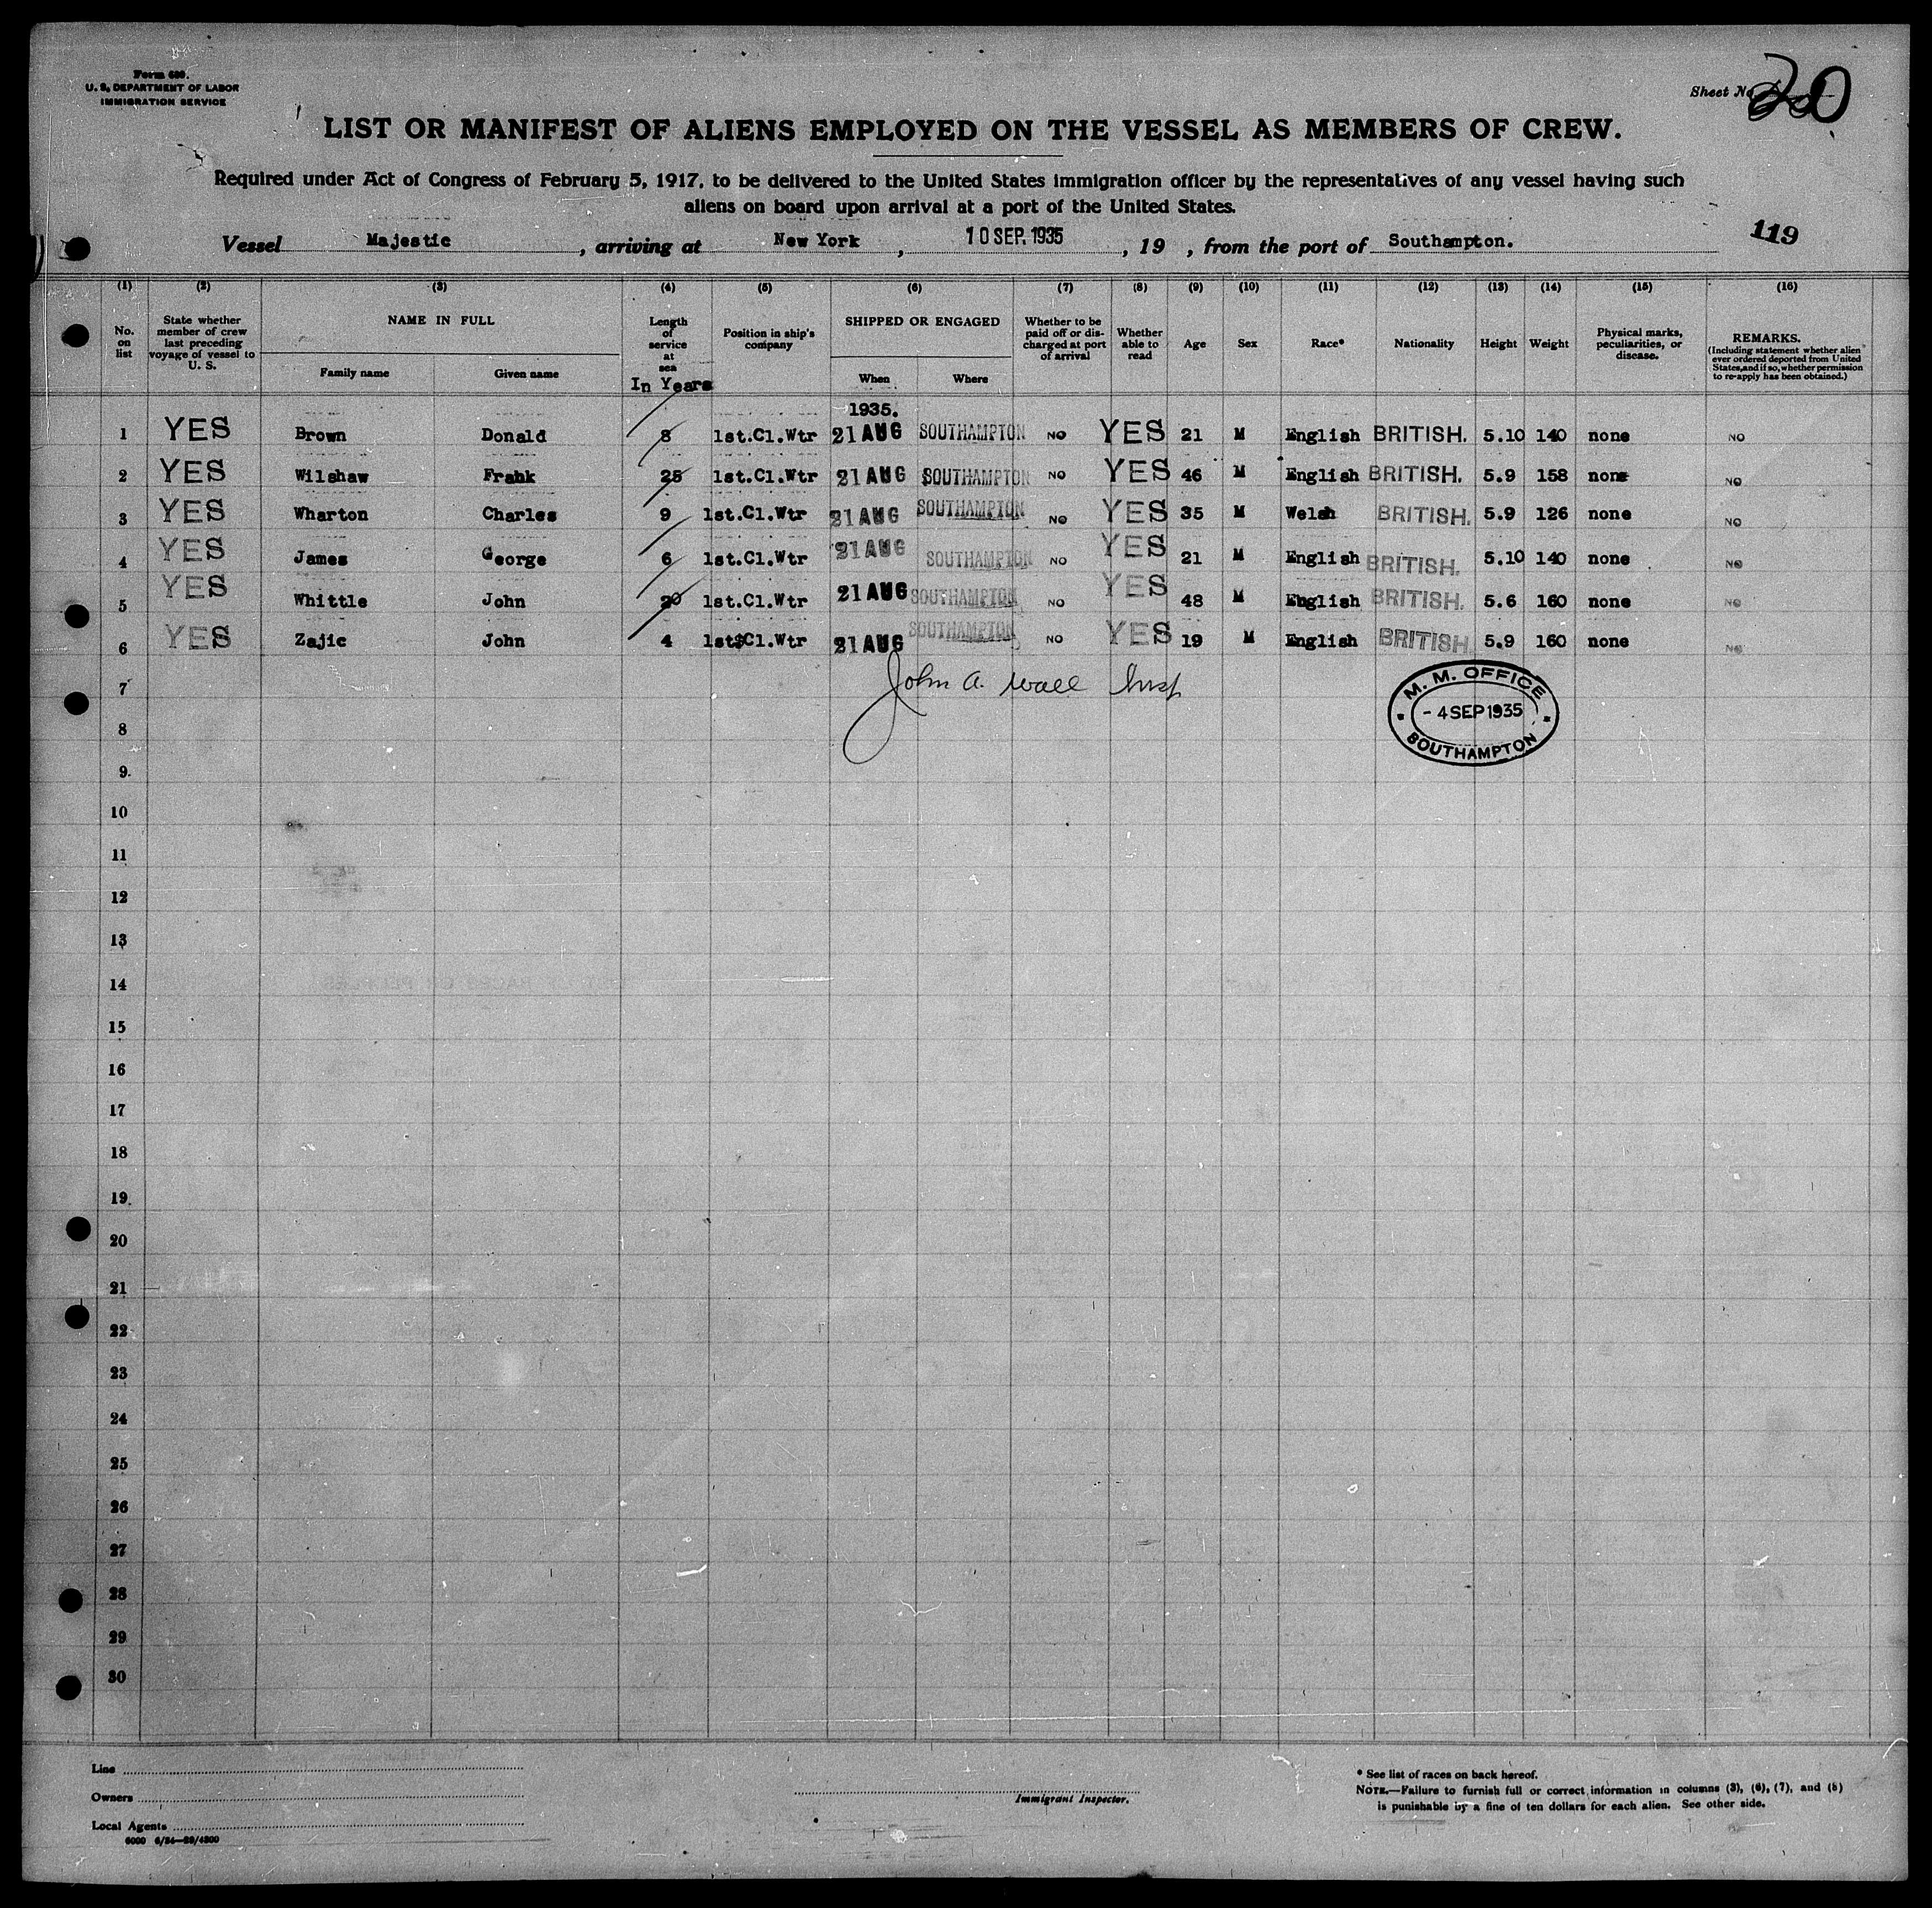 Form 680.
U. S. DEPARTMENT OF LABOR
IMMIGRATION SERVICE
Sheet No. 20
LIST OR MANIFEST OF ALIENS EMPLOYED ON THE VESSEL AS MEMBERS OF CREW.
Required under Act of Congress of February 5, 1917, to be delivered to the United States immigration officer by the representatives of any vessel having such
aliens on board upon arrival at a port of the United States.
119
Vessel Majestic, arriving at New York, 10 SEP. 1935, 19 , from the port of Southampton.
(1) (2) (3) (4) (5) (6) (7) (8) (9) (10) (11) (12) (13) (14) (15) (16)
No. on list
State whether member of crew last preceding voyage of vessel to U. S.
NAME IN FULL
Family name
Given name
Length of service at sea
In Years
Position in ship's company
SHIPPED OR ENGAGED
When
Where
Whether to be paid off or discharged at port of arrival
Whether able to read
Age
Sex
Race*
Nationality
Height
Weight
Physical marks, peculiarities, or disease.
REMARKS.
(Including statement whether alien ever ordered deported from United States, and if so, whether permission to re-apply has been obtained.)
1935.
1 YES Brown Donald 8 1st.Cl.Wtr 21 AUG SOUTHAMPTON NO YES 21 M English BRITISH. 5.10 140 none NO
2 YES Wilshaw Frank 25 1st.Cl.Wtr 21 AUG SOUTHAMPTON NO YES 46 M English BRITISH. 5.9 158 none NO
3 YES Wharton Charles 9 1st.Cl.Wtr 21 AUG SOUTHAMPTON NO YES 35 M Welsh BRITISH. 5.9 126 none NO
4 YES James George 6 1st.Cl.Wtr 21 AUG SOUTHAMPTON NO YES 21 M English BRITISH. 5.10 140 none NO
5 YES Whittle John 20 1st.Cl.Wtr 21 AUG SOUTHAMPTON NO YES 48 M English BRITISH. 5.6 160 none NO
6 YES Zajic John 4 1st$Cl.Wtr 21 AUG SOUTHAMPTON NO YES 19 M English BRITISH 5.9 160 none NO
John A. Wall Insp
M. M. OFFICE
- 4 SEP 1935
SOUTHAMPTON
7
8
9
10
11
12
13
14
15
16
17
18
19
20
21
22
23
24
25
26
27
28
29
30
Line
Owners
Local Agents
6000 6/34—29/4300
Immigrant Inspector.
* See list of races on back hereof.
NOTE.—Failure to furnish full or correct information in columns (3), (6), (7), and (8)
is punishable by a fine of ten dollars for each alien. See other side.